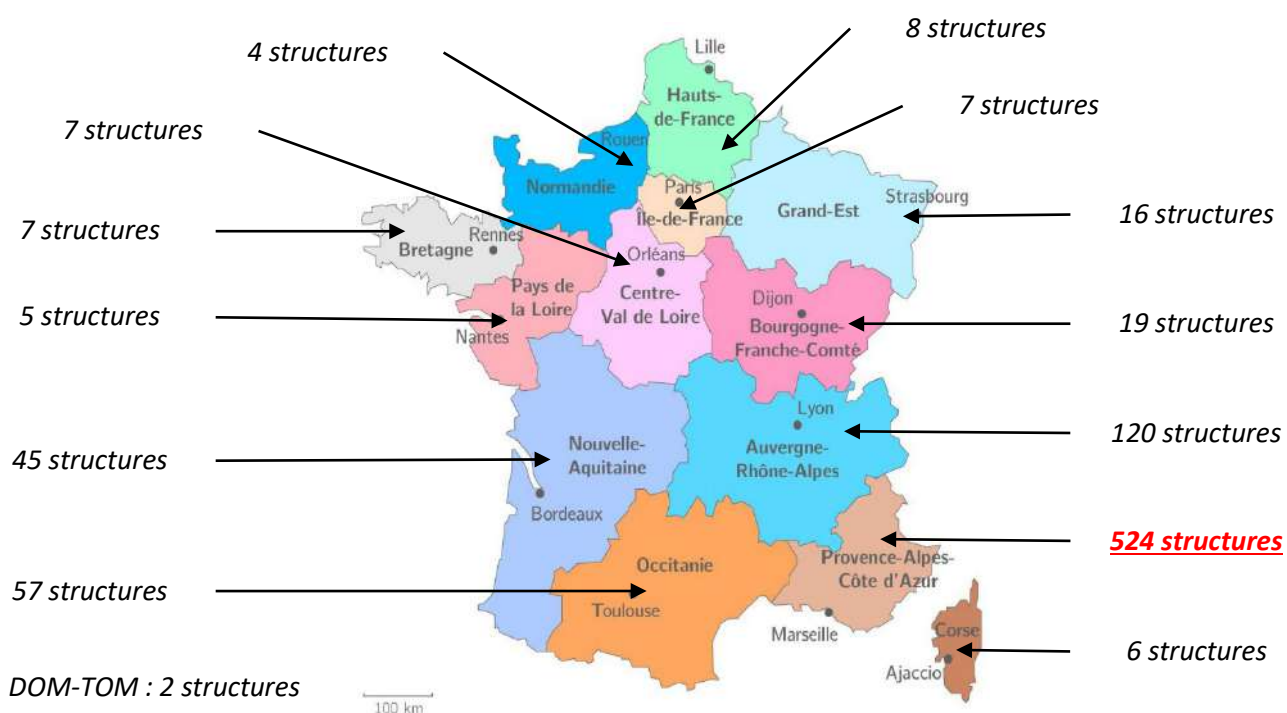 8 structures
4 structures
Lille
Hauts-
de-France
7 structures
7 structures
Rouen
Normandie
Paris
Île-de-France
Strasbourg
Grand-Est
16 structures
7 structures
Rennes
Bretagne
Orléans
Pays de
la Loire
Centre-
Val de Loire
Dijon
Bourgogne-
Franche-Comté
5 structures
Nantes
19 structures
Lyon
Auvergne-
Rhône-Alpes
120 structures
45 structures
Nouvelle-
Aquitaine
Bordeaux
524 structures
Provence-Alpes-
Côte d'Azur
Occitanie
57 structures
Toulouse
Marseille
Corse
Ajaccio
6 structures
DOM-TOM : 2 structures
100 km